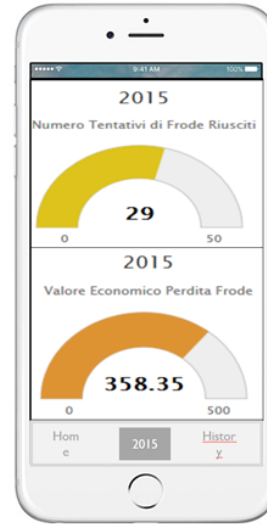 9:41 AM
100%
2015
Numero Tentativi di Frode Riusciti
29
0
50
2015
Valore Economico Perdita Frode
358.35
0
500
Hom
e
2015
Histor
y